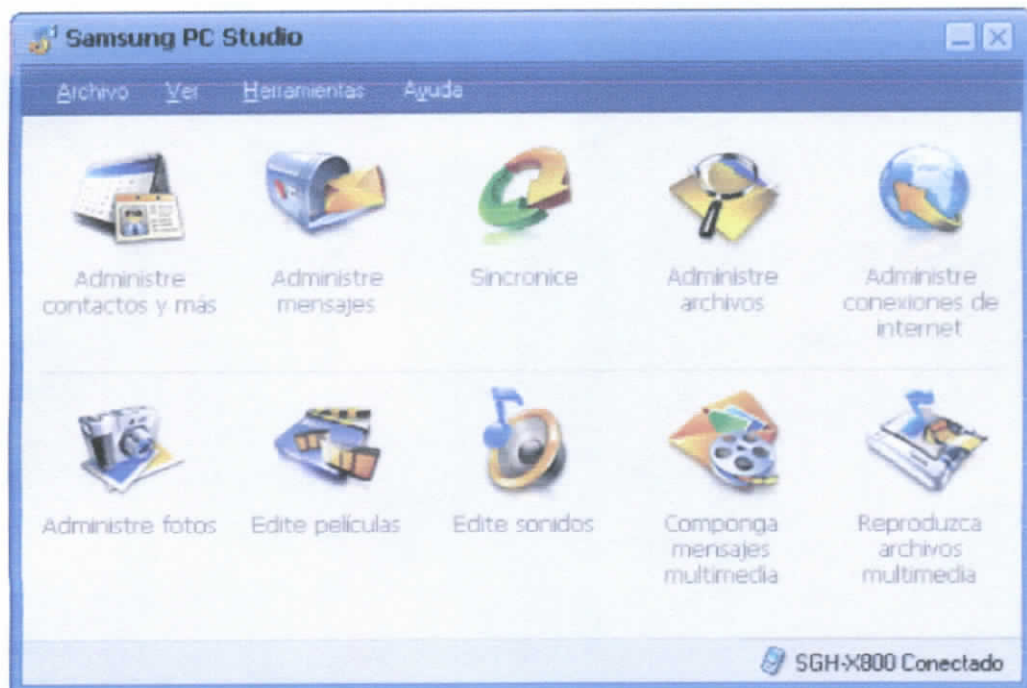 Samsung PC Studio
Archivo Ver Herramientas Ayuda
Administre
contactos y más
Administre
mensajes
Sincronice
Administre
archivos
Administre
conexiones de
internet
Administre fotos
Edite películas
Edite sonidos
Componga
mensajes
multimedia
Reproduzca
archivos
multimedia
SGH-X800 Conectado